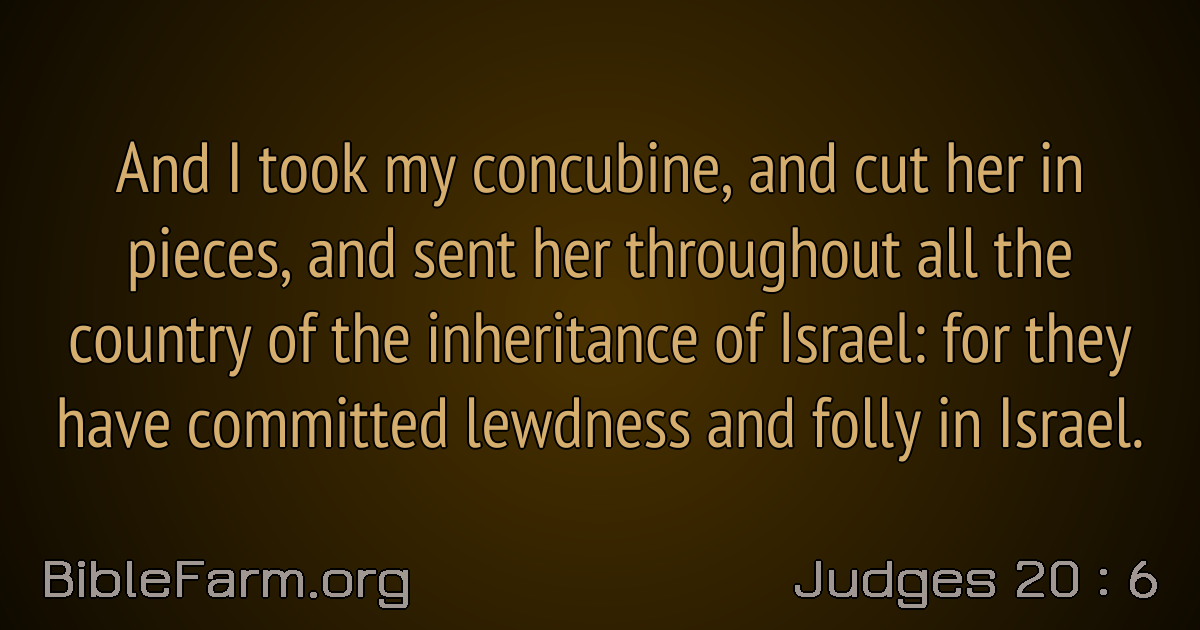 And I took my concubine, and cut her in
pieces, and sent her throughout all the
country of the inheritance of Israel: for they
have committed lewdness and folly in Israel.
BibleFarm.org
Judges 20 : 6